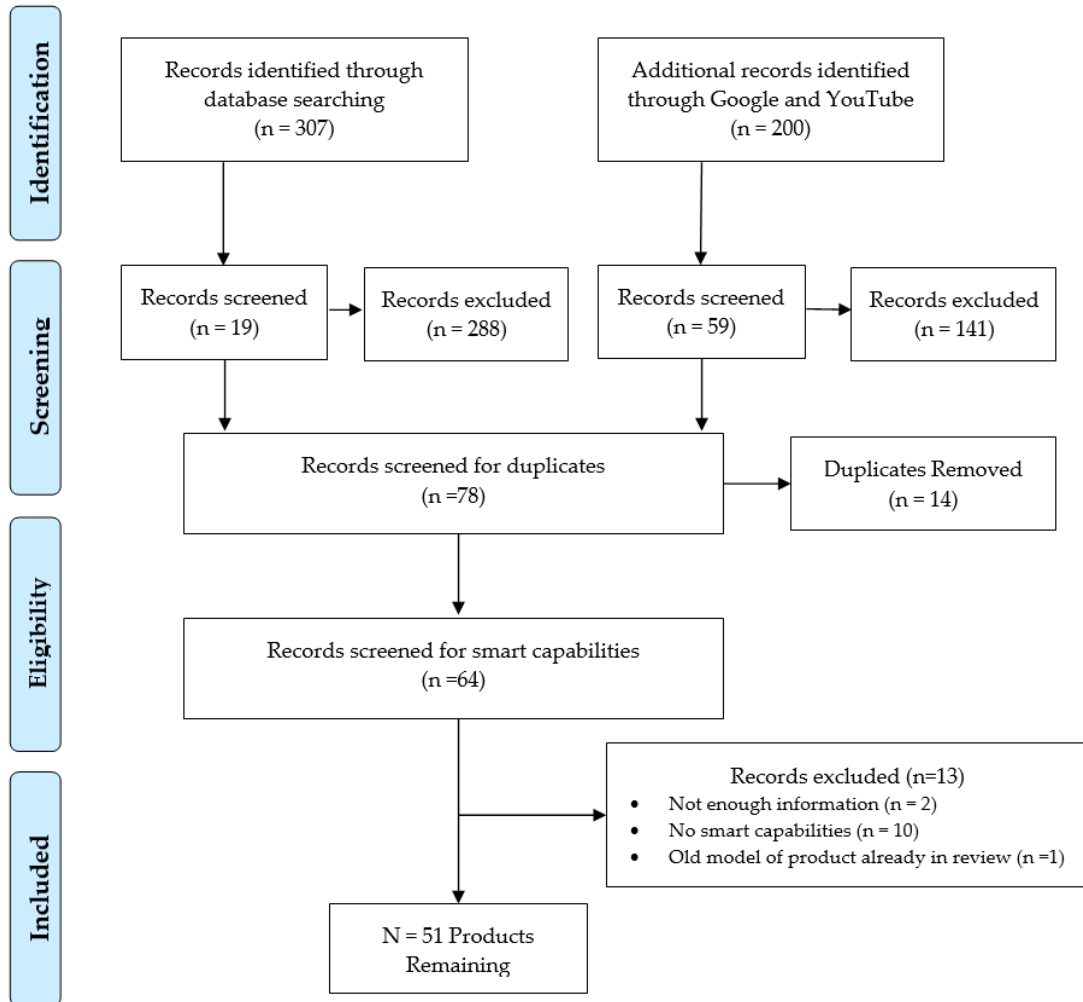 Identification
Records identified through
database searching
(n = 307)
Additional records identified
through Google and YouTube
(n = 200)
Screening
Records screened
(n = 19)
Records excluded
(n = 288)
Records screened
(n = 59)
Records excluded
(n = 141)
Records screened for duplicates
(n =78)
Duplicates Removed
(n = 14)
Eligibility
Records screened for smart capabilities
(n =64)
Included
Records excluded (n=13)
• Not enough information (n = 2)
• No smart capabilities (n = 10)
• Old model of product already in review (n =1)
N = 51 Products
Remaining